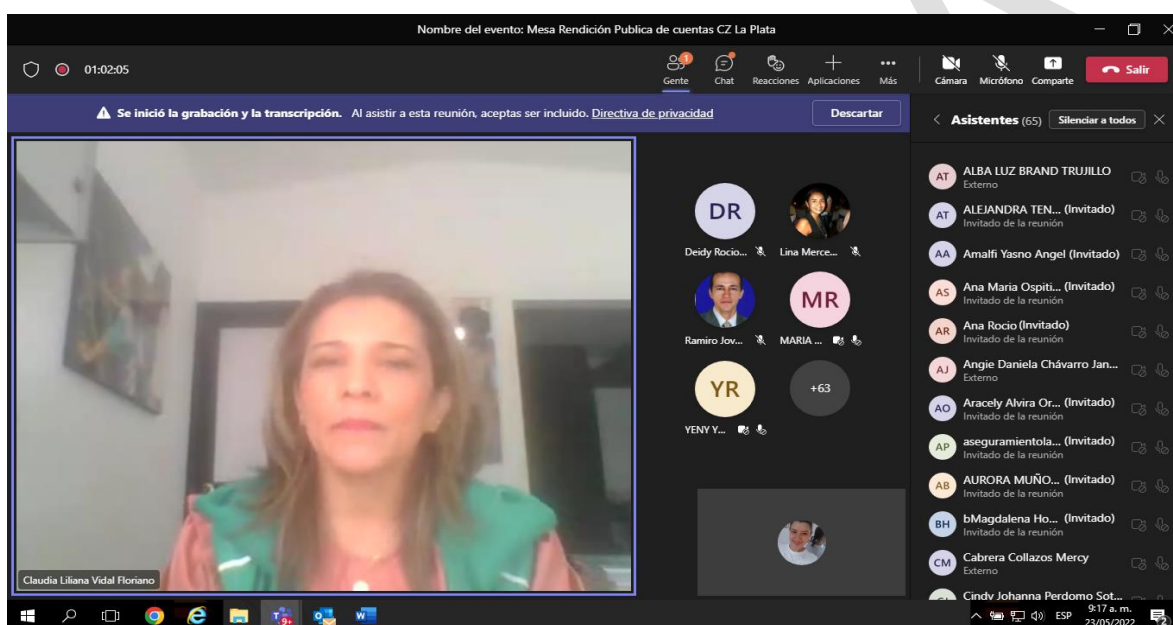 Nombre del evento: Mesa Rendición Publica de cuentas CZ La Plata
01:02:05
Gente
1
Chat
Reacciones
Aplicaciones
Más
Cámara
Micrófono
Comparte
Salir
Se inició la grabación y la transcripción. Al asistir a esta reunión, aceptas ser incluido. Directiva de privacidad
Descartar
Asistentes (65)
Silenciar a todos
DR
Deidy Rocio...
Lina Merce...
Ramiro Jov...
MR
MARIA ...
YR
YENY Y...
+63
Claudia Liliana Vidal Floriano
AT
ALBA LUZ BRAND TRUJILLO
Externo
AT
ALEJANDRA TEN... (Invitado)
Invitado de la reunión
AA
Amalfi Yasno Angel (Invitado)
AS
Ana Maria Ospiti... (Invitado)
Invitado de la reunión
AR
Ana Rocio (Invitado)
Invitado de la reunión
AJ
Angie Daniela Chávarro Jan...
Externo
AO
Aracely Alvira Or... (Invitado)
Invitado de la reunión
AP
aseguramientola... (Invitado)
Invitado de la reunión
AB
AURORA MUÑO... (Invitado)
Invitado de la reunión
BH
bMagdalena Ho... (Invitado)
Invitado de la reunión
CM
Cabrera Collazos Mercy
Externo
Cindy Johanna Perdomo Sot...
9+
ESP
9:17 a. m.
23/05/2022
2